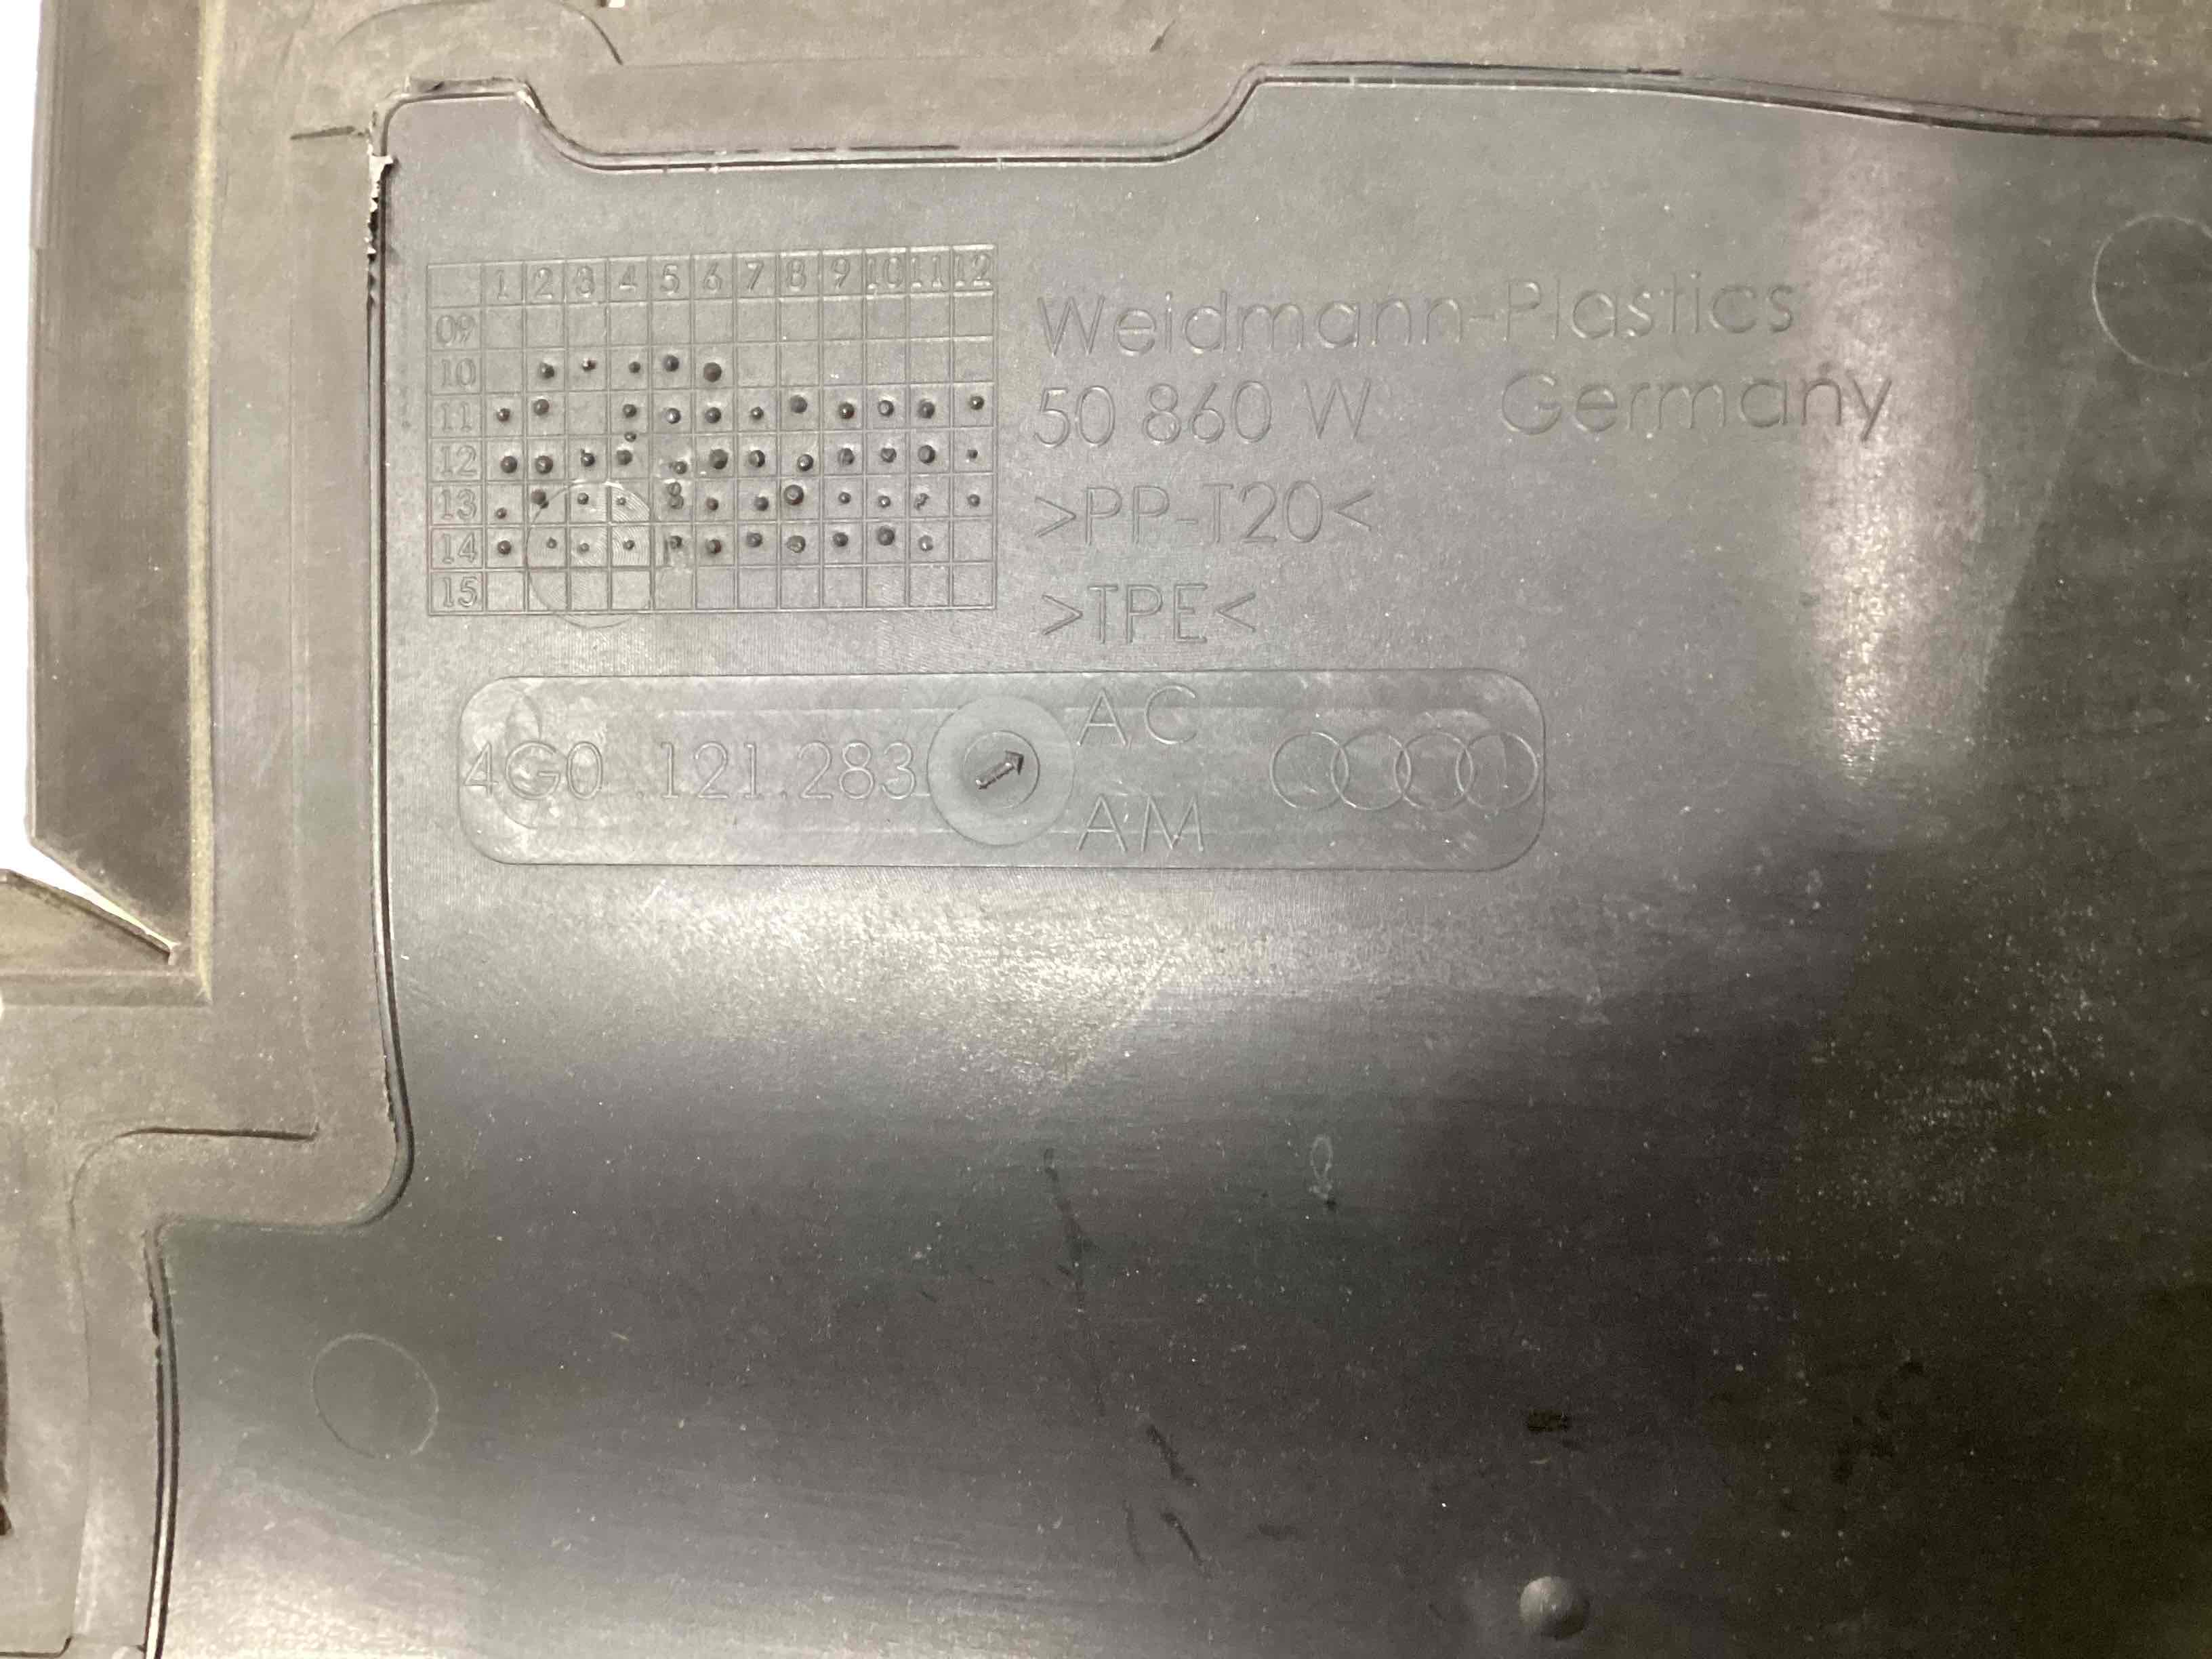 1 2 3 4 5 6 7 8 9 10 11 12
09
10
11
12
13
14
15
Weidmann-Plastics
50 860 W Germany
>PP-T20<
>TPE<
4G0 .121.283
AC
AM